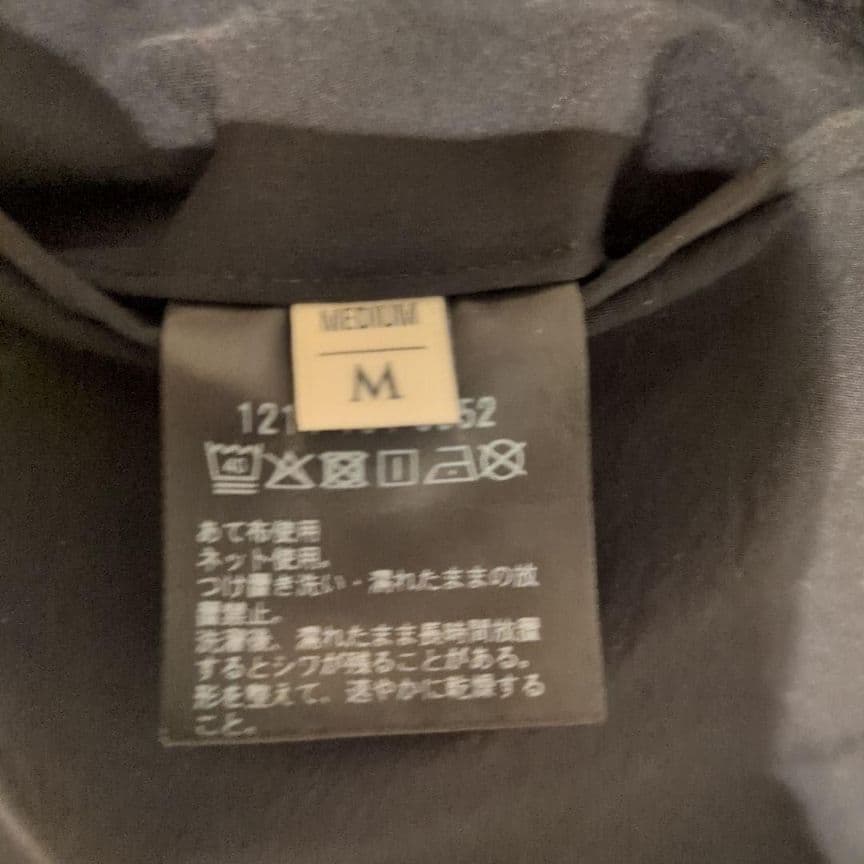 MEDIUM
M
121
52
40
あて布使用
ネット使用。
つけ置き洗い・濡れたままの放
置禁止。
洗濯後、濡れたまま長時間放置
するとシワが残ることがある。
形を整えて、速やかに乾燥する
こと。